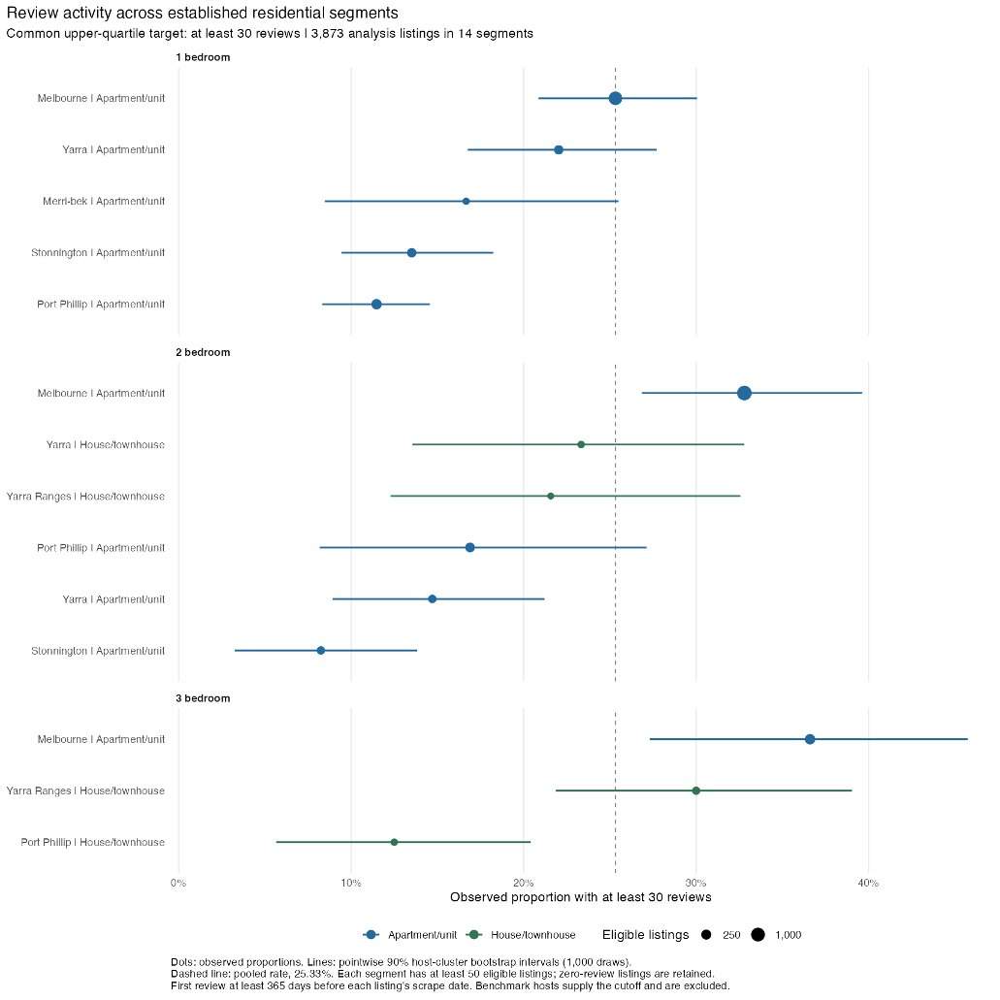 Review activity across established residential segments
Common upper-quartile target: at least 30 reviews | 3,873 analysis listings in 14 segments
1 bedroom
Melbourne | Apartment/unit
Yarra | Apartment/unit
Merri-bek | Apartment/unit
Stonnington | Apartment/unit
Port Phillip | Apartment/unit
2 bedroom
Melbourne | Apartment/unit
Yarra | House/townhouse
Yarra Ranges | House/townhouse
Port Phillip | Apartment/unit
Yarra | Apartment/unit
Stonnington | Apartment/unit
3 bedroom
Melbourne | Apartment/unit
Yarra Ranges | House/townhouse
Port Phillip | House/townhouse
0% 10% 20% 30% 40%
Observed proportion with at least 30 reviews
Apartment/unit House/townhouse Eligible listings 250 1,000
Dots: observed proportions. Lines: pointwise 90% host-cluster bootstrap intervals (1,000 draws).
Dashed line: pooled rate, 25.33%. Each segment has at least 50 eligible listings; zero-review listings are retained.
First review at least 365 days before each listing's scrape date. Benchmark hosts supply the cutoff and are excluded.